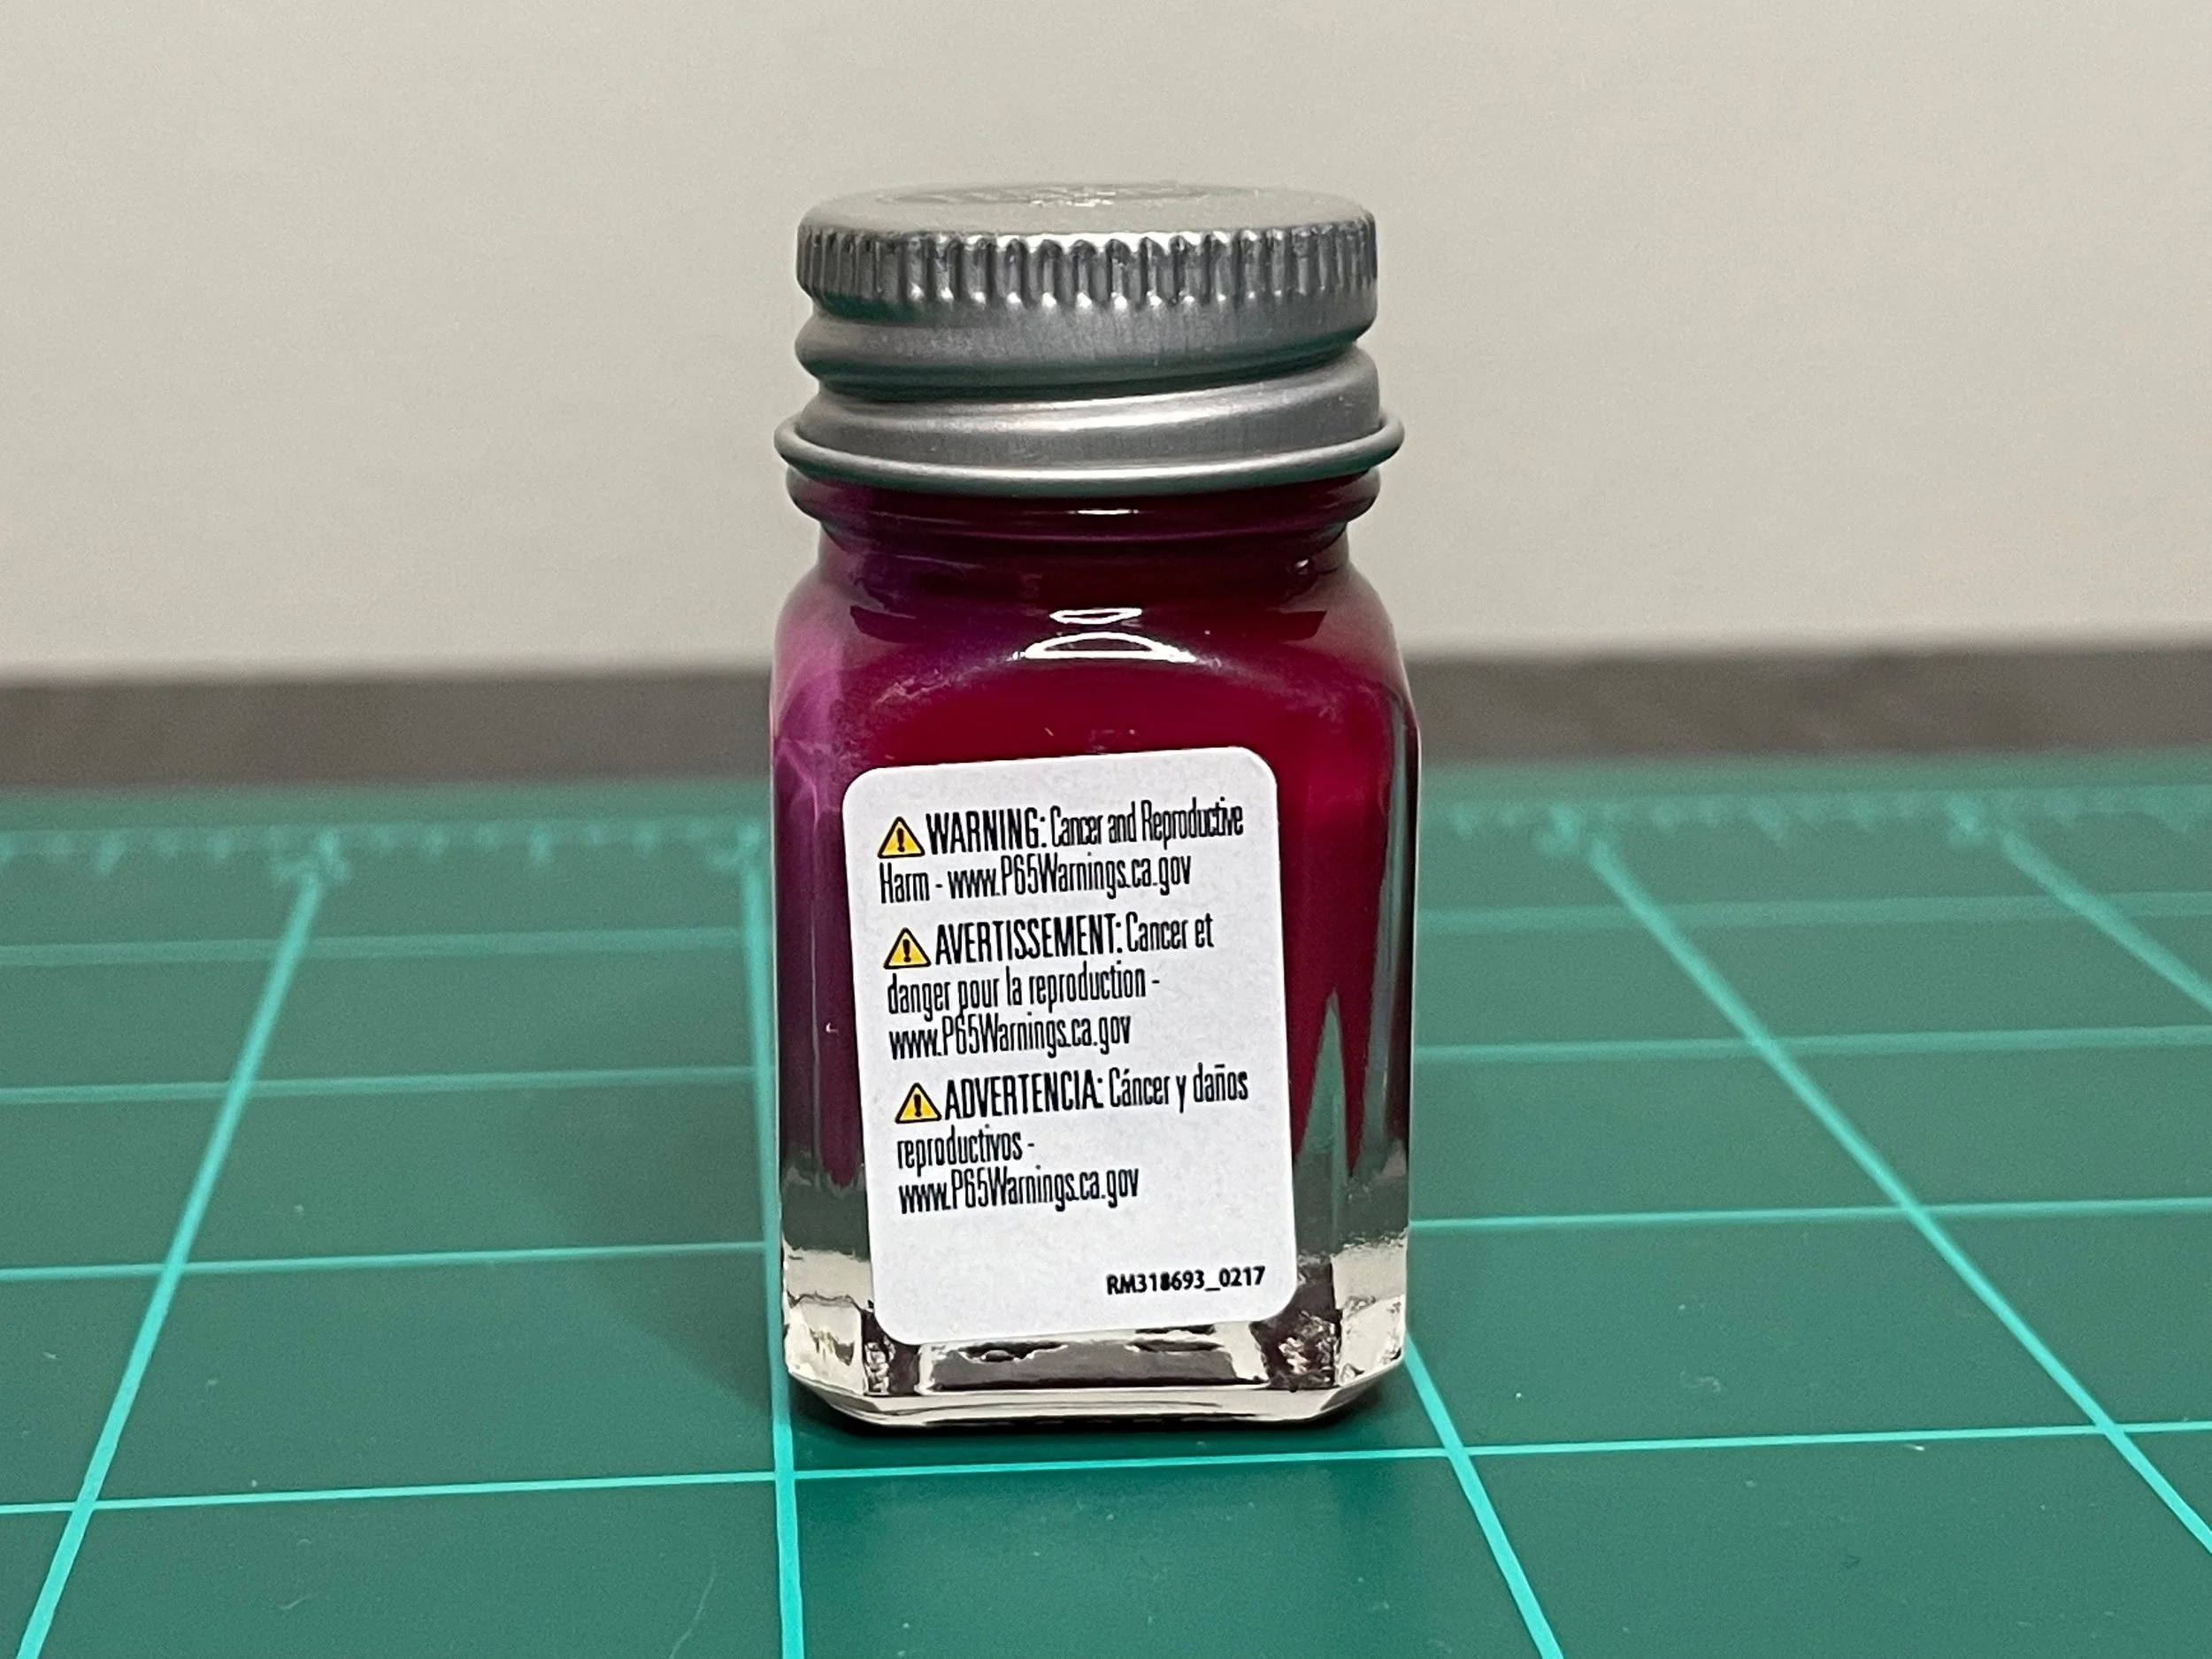 WARNING: Cancer and Reproductive
Harm - www.P65Warnings.ca.gov
AVERTISSEMENT: Cancer et
danger pour la reproduction -
www.P65Warnings.ca.gov
ADVERTENCIA: Cáncer y daños
reproductivos -
www.P65Warnings.ca.gov
RM318693_0217